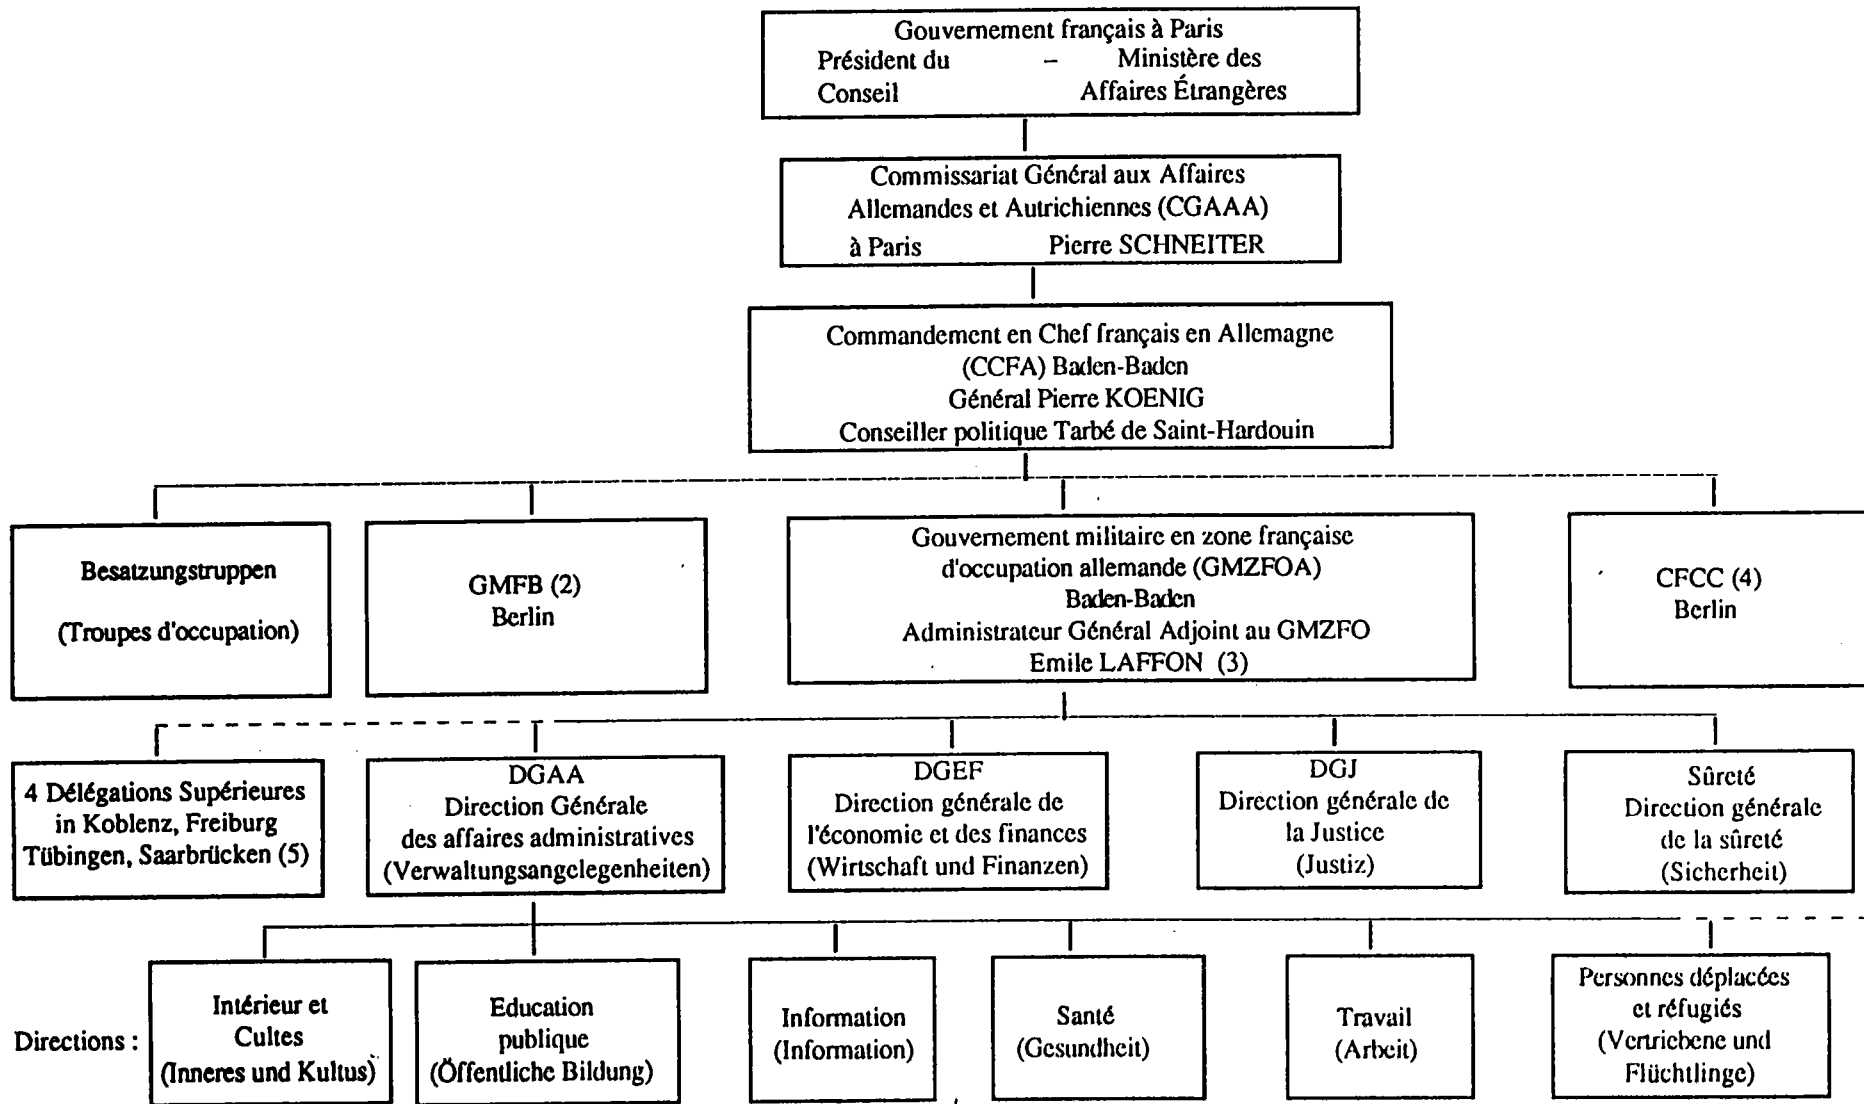 Gouvernement français à Paris
Président du – Ministère des
Conseil Affaires Étrangères
Commissariat Général aux Affaires
Allemandes et Autrichiennes (CGAAA)
à Paris Pierre SCHNEITER
Commandement en Chef français en Allemagne
(CCFA) Baden-Baden
Général Pierre KOENIG
Conseiller politique Tarbé de Saint-Hardouin
Besatzungstruppen
(Troupes d'occupation)
GMFB (2)
Berlin
Gouvernement militaire en zone française
d'occupation allemande (GMZFOA)
Baden-Baden
Administrateur Général Adjoint au GMZFO
Emile LAFFON (3)
CFCC (4)
Berlin
4 Délégations Supérieures
in Koblenz, Freiburg
Tübingen, Saarbrücken (5)
DGAA
Direction Générale
des affaires administratives
(Verwaltungsangelegenheiten)
DGEF
Direction générale de
l'économie et des finances
(Wirtschaft und Finanzen)
DGJ
Direction générale de
la Justice
(Justiz)
Sûreté
Direction générale
de la sûreté
(Sicherheit)
Directions :
Intérieur et
Cultes
(Inneres und Kultus)
Education
publique
(Öffentliche Bildung)
Information
(Information)
Santé
(Gesundheit)
Travail
(Arbeit)
Personnes déplacées
et réfugiés
(Vertriebene und
Flüchtlinge)